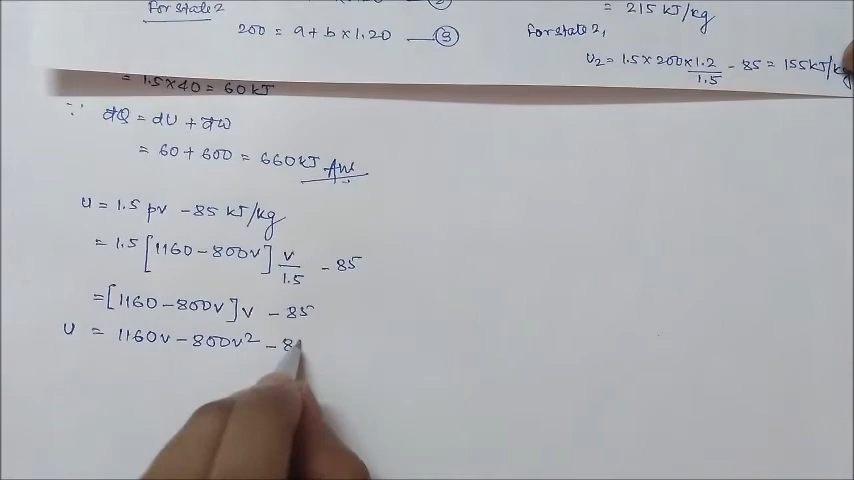 For state 2
200 = a + b × 1.20 —③
= 215 kJ/kg
For state 2,
u₂ = 1.5 × 200 × 1.2/1.5 - 85 = 155 kJ/kg
= 1.5 × 40 = 60 kJ
∵ đQ = dU + đW
= 60 + 600 = 660 kJ Ans
u = 1.5 pv - 85 kJ/kg
= 1.5 [1160 - 800v] v/1.5 - 85
= [1160 - 800v] v - 85
u = 1160v - 800v² - 8